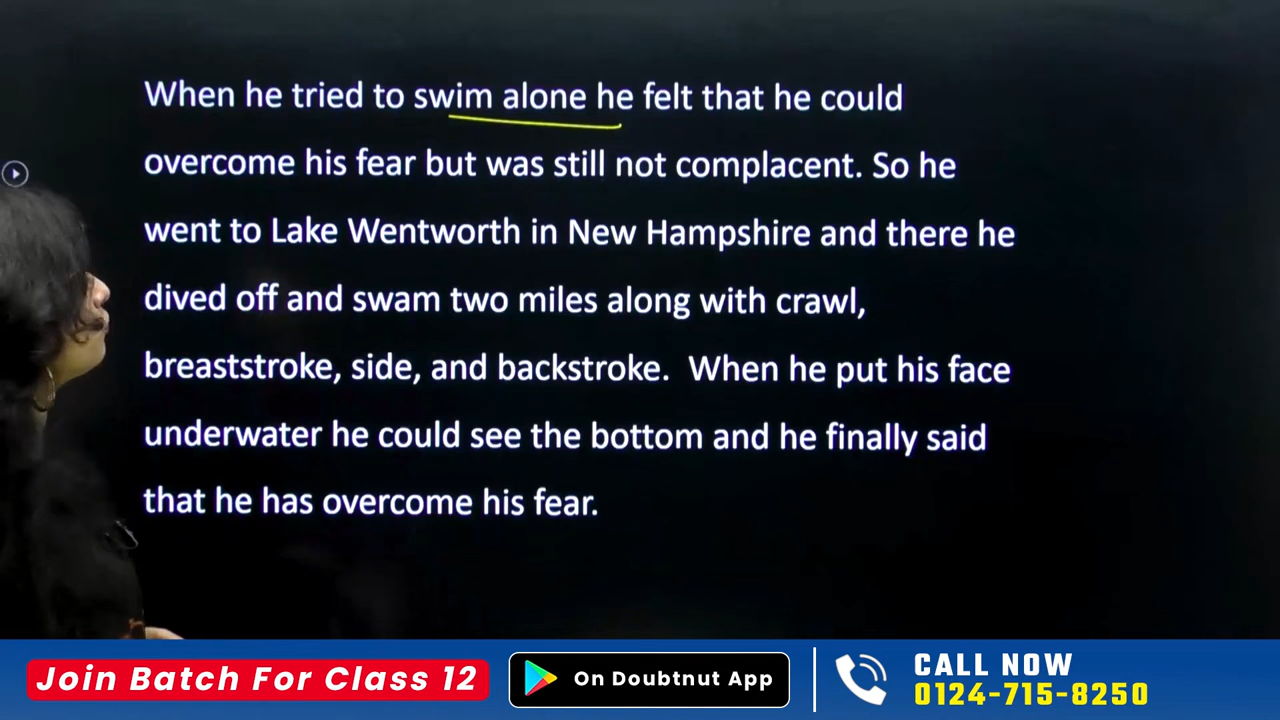 When he tried to swim alone he felt that he could
overcome his fear but was still not complacent. So he
went to Lake Wentworth in New Hampshire and there he
dived off and swam two miles along with crawl,
breaststroke, side, and backstroke. When he put his face
underwater he could see the bottom and he finally said
that he has overcome his fear.
Join Batch For Class 12
On Doubtnut App
CALL NOW
0124-715-8250